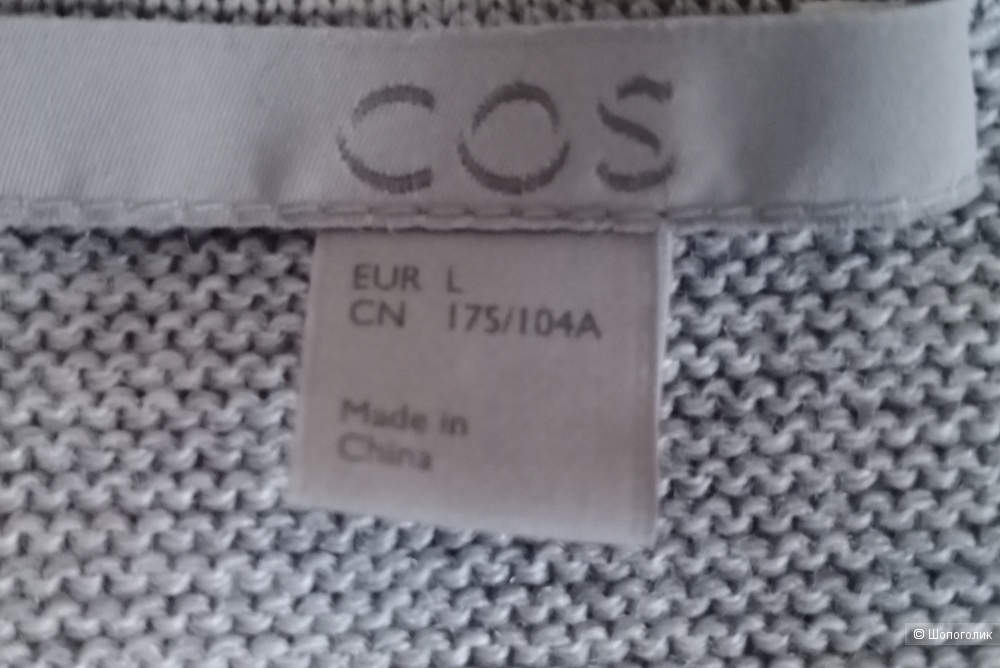 COS
EUR L
CN 175/104A
Made in
China
© Шопоголик